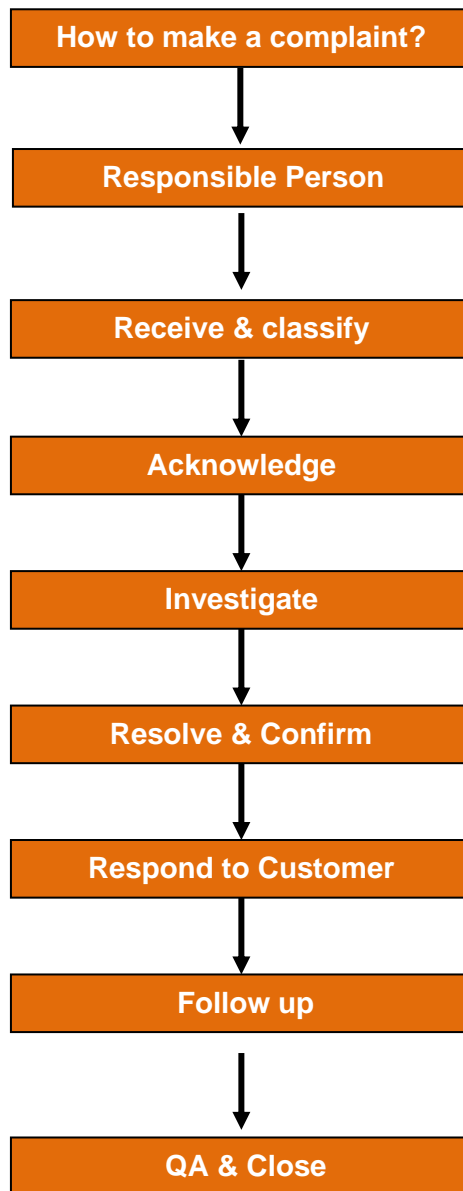 How to make a complaint?
Responsible Person
Receive & classify
Acknowledge
Investigate
Resolve & Confirm
Respond to Customer
Follow up
QA & Close